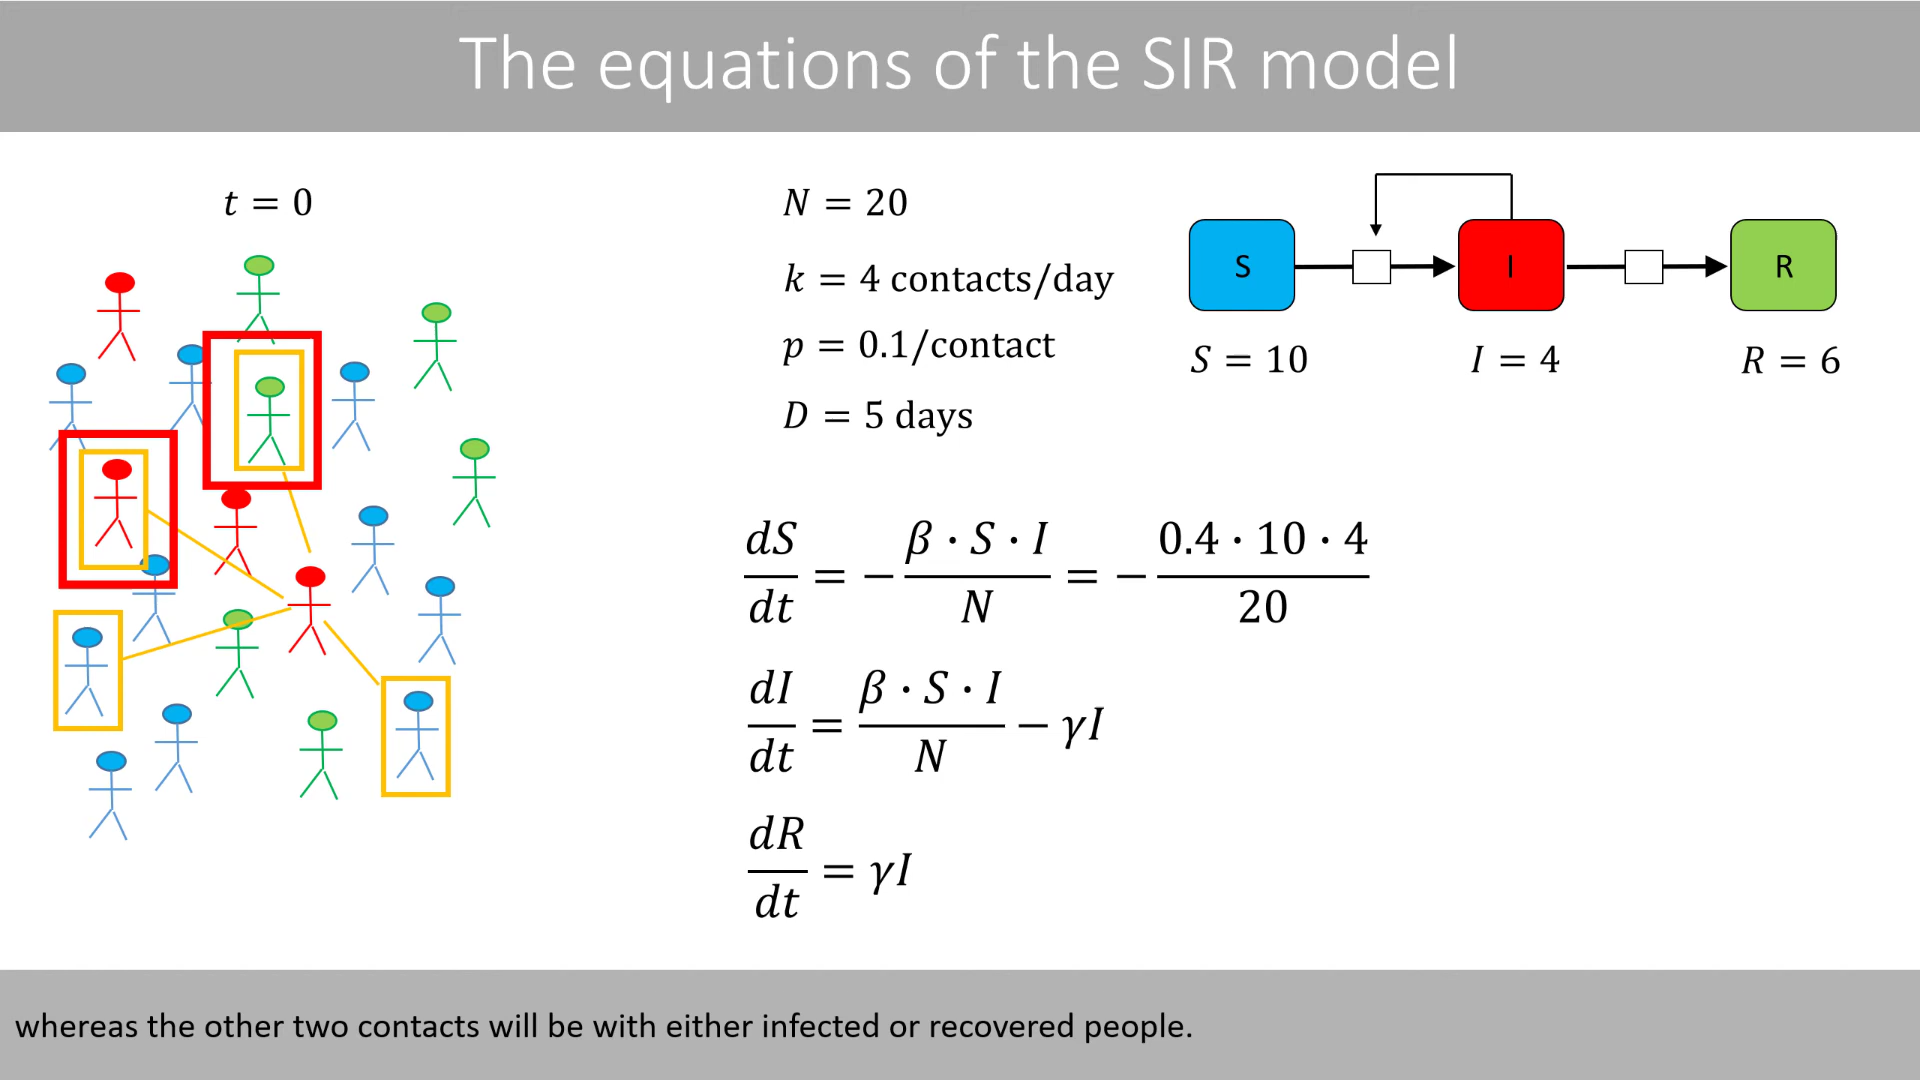 The equations of the SIR model
t = 0
N = 20
k = 4 contacts/day
p = 0.1/contact
D = 5 days
S
I
R
S = 10
I = 4
R = 6
dS/dt = − β · S · I / N = − 0.4 · 10 · 4 / 20
dI/dt = β · S · I / N − γI
dR/dt = γI
whereas the other two contacts will be with either infected or recovered people.